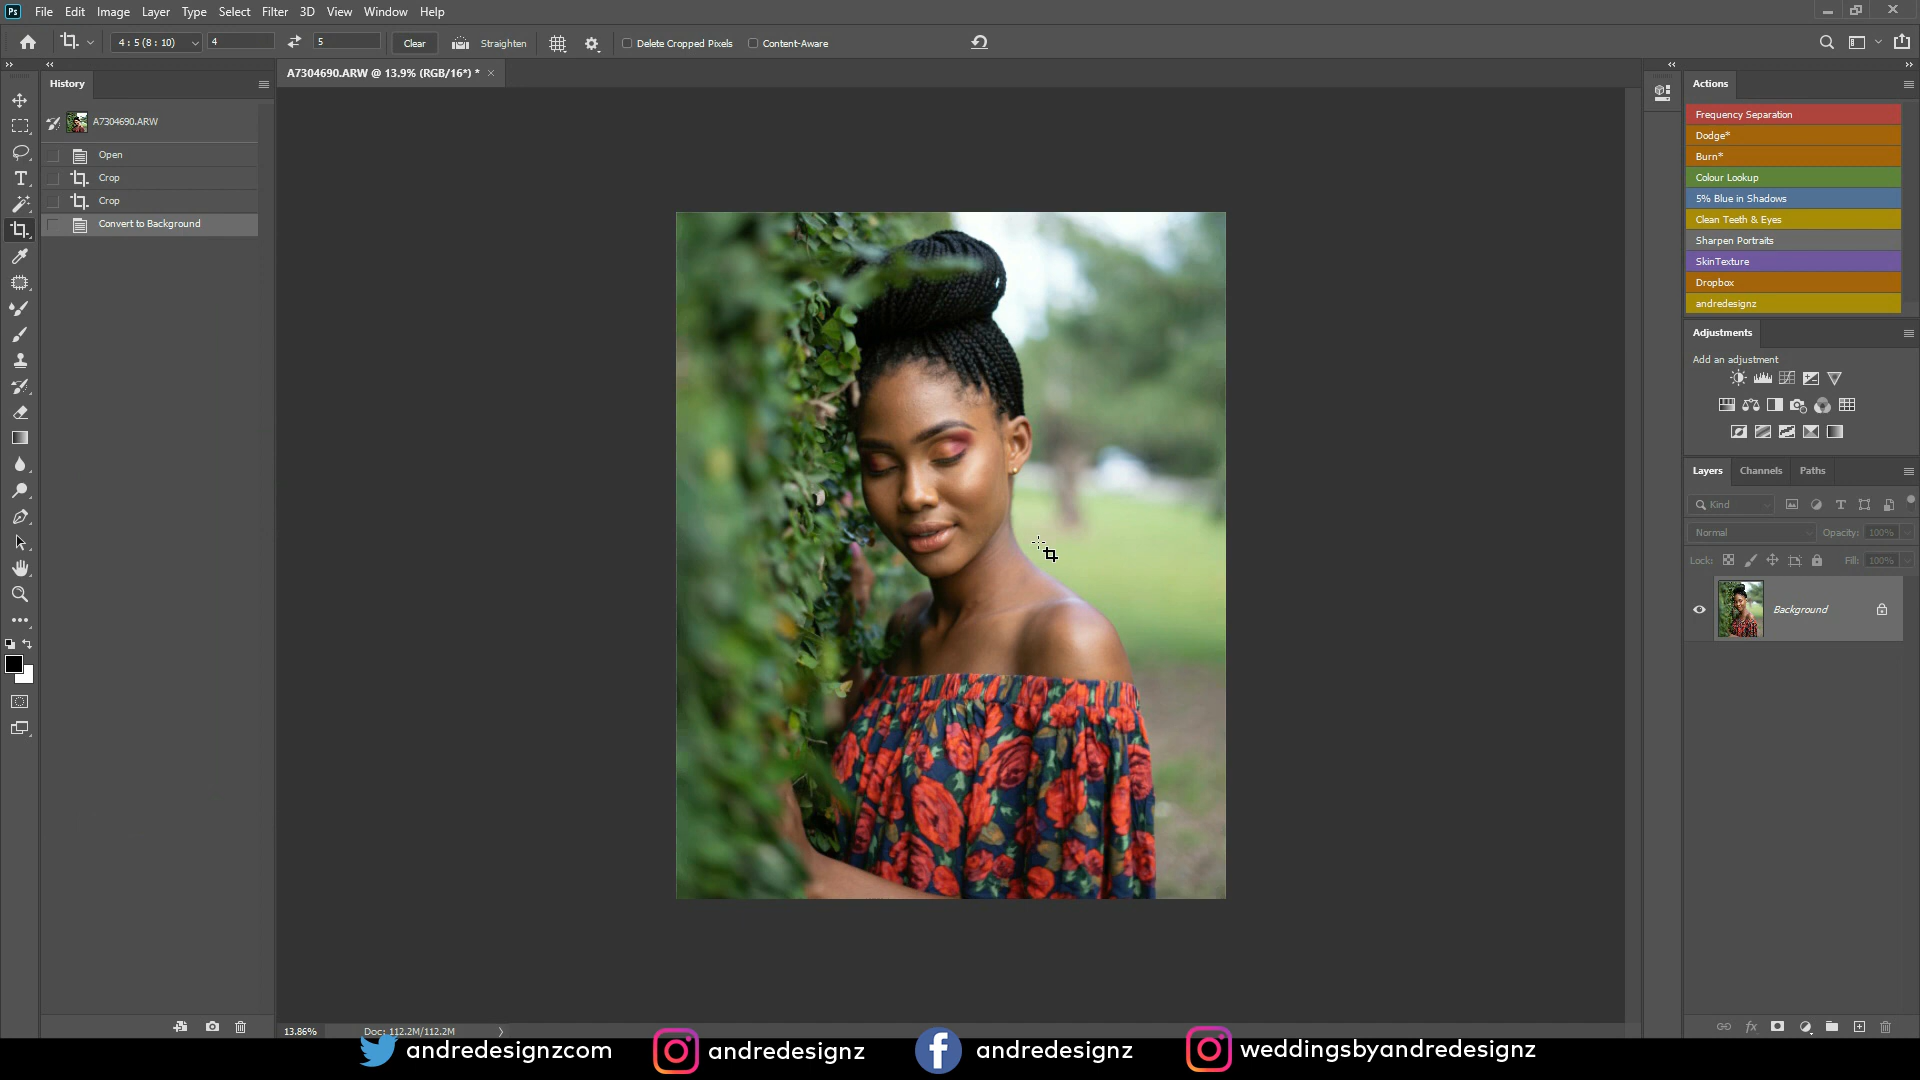 Ps File Edit Image Layer Type Select Filter 3D View Window Help
4 : 5 (8 : 10) 4 5 Clear Straighten Delete Cropped Pixels Content-Aware
History
A7304690.ARW @ 13.9% (RGB/16*) * ×
Actions
A7304690.ARW
Open
Crop
Crop
Convert to Background
Frequency Separation
Dodge*
Burn*
Colour Lookup
5% Blue in Shadows
Clean Teeth & Eyes
Sharpen Portraits
SkinTexture
Dropbox
andredesignz
Adjustments
Add an adjustment
Layers Channels Paths
Kind
Normal Opacity: 100%
Lock: Fill: 100%
Background
fx
13.86% Doc: 112.2M/112.2M
andredesignzcom andredesignz andredesignz weddingsbyandredesignz